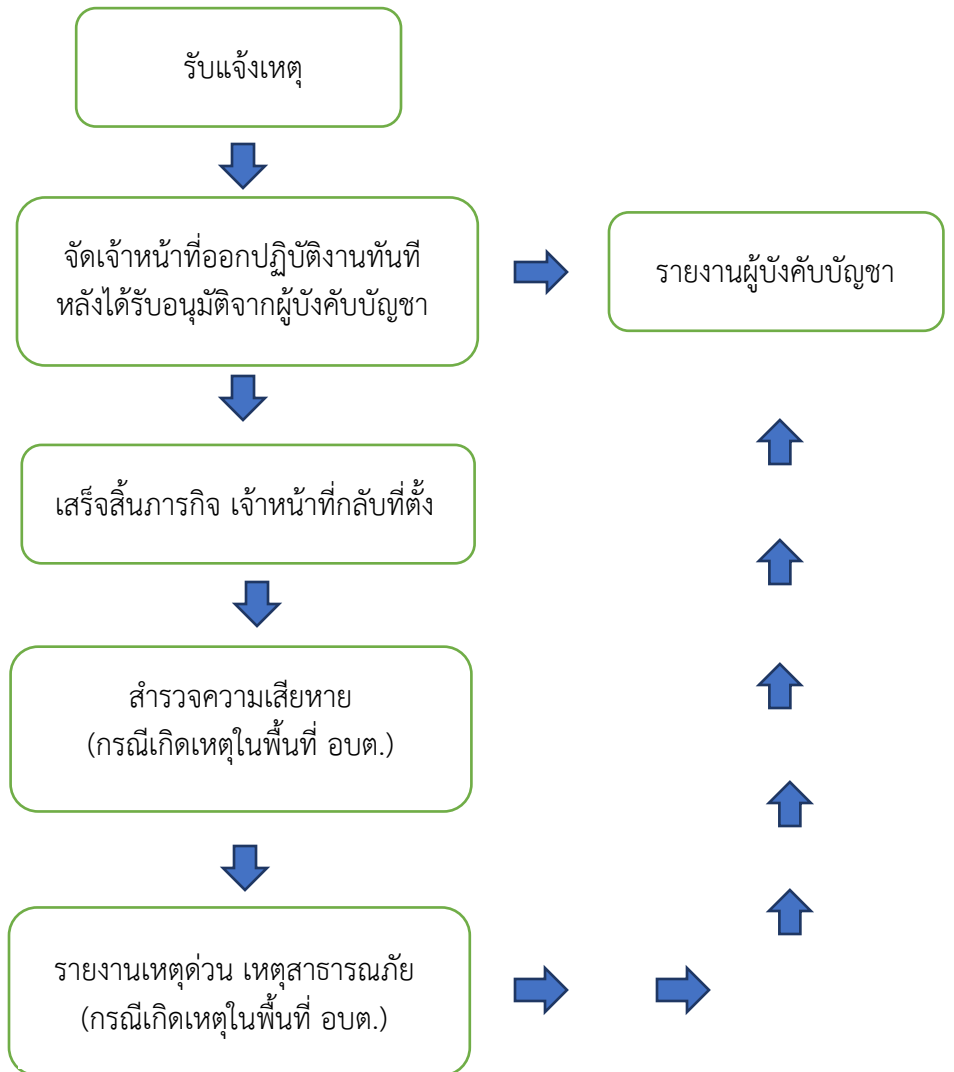 รับแจ้งเหตุ
จัดเจ้าหน้าที่ออกปฏิบัติงานทันที
หลังได้รับอนุมัติจากผู้บังคับบัญชา
รายงานผู้บังคับบัญชา
เสร็จสิ้นภารกิจ เจ้าหน้าที่กลับที่ตั้ง
สำรวจความเสียหาย
(กรณีเกิดเหตุในพื้นที่ อบต.)
รายงานเหตุด่วน เหตุสาธารณภัย
(กรณีเกิดเหตุในพื้นที่ อบต.)